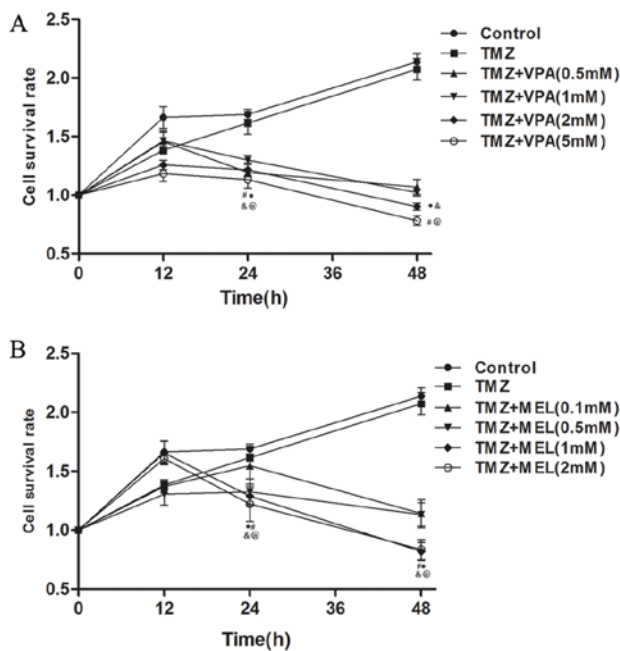 A
Cell survival rate
2.5
2.0
1.5
1.0
0.5
Control
TMZ
TMZ+VPA(0.5mM)
TMZ+VPA(1mM)
TMZ+VPA(2mM)
TMZ+VPA(5mM)
#*
&@
*&
#@
0 12 24 36 48
Time(h)
B
Cell survival rate
2.5
2.0
1.5
1.0
0.5
Control
TMZ
TMZ+MEL(0.1mM)
TMZ+MEL(0.5mM)
TMZ+MEL(1mM)
TMZ+MEL(2mM)
*#
&@
#*
&@
0 12 24 36 48
Time(h)